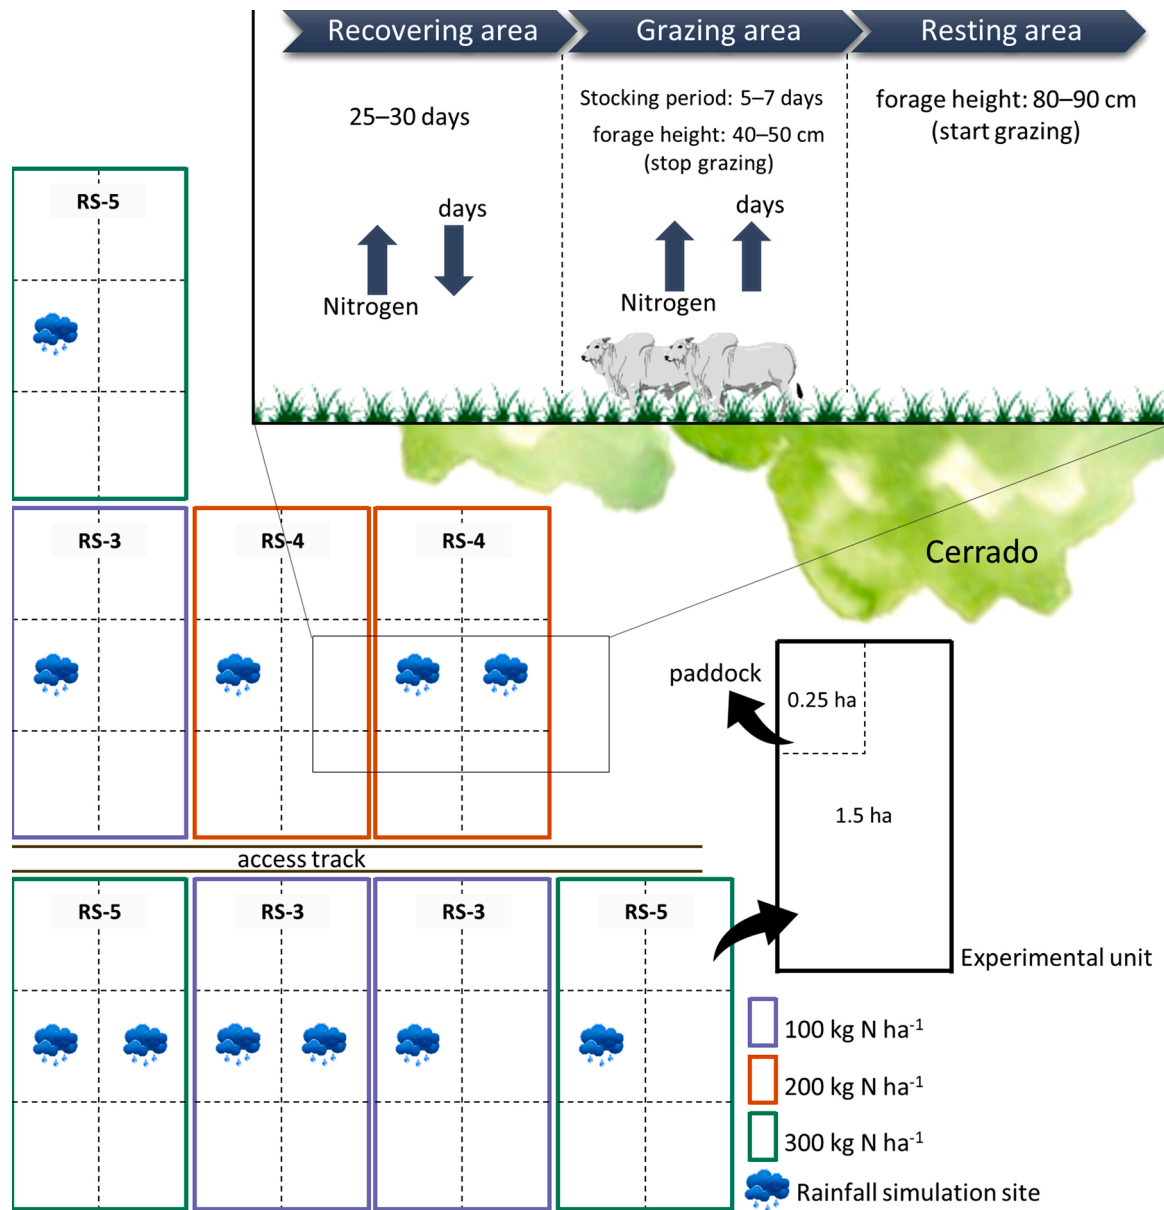 Recovering area
Grazing area
Resting area
25–30 days
Stocking period: 5–7 days
forage height: 40–50 cm
(stop grazing)
forage height: 80–90 cm
(start grazing)
days
Nitrogen
days
Nitrogen
RS-5
RS-3
RS-4
RS-4
Cerrado
paddock
0.25 ha
1.5 ha
Experimental unit
access track
RS-5
RS-3
RS-3
RS-5
100 kg N ha⁻¹
200 kg N ha⁻¹
300 kg N ha⁻¹
Rainfall simulation site